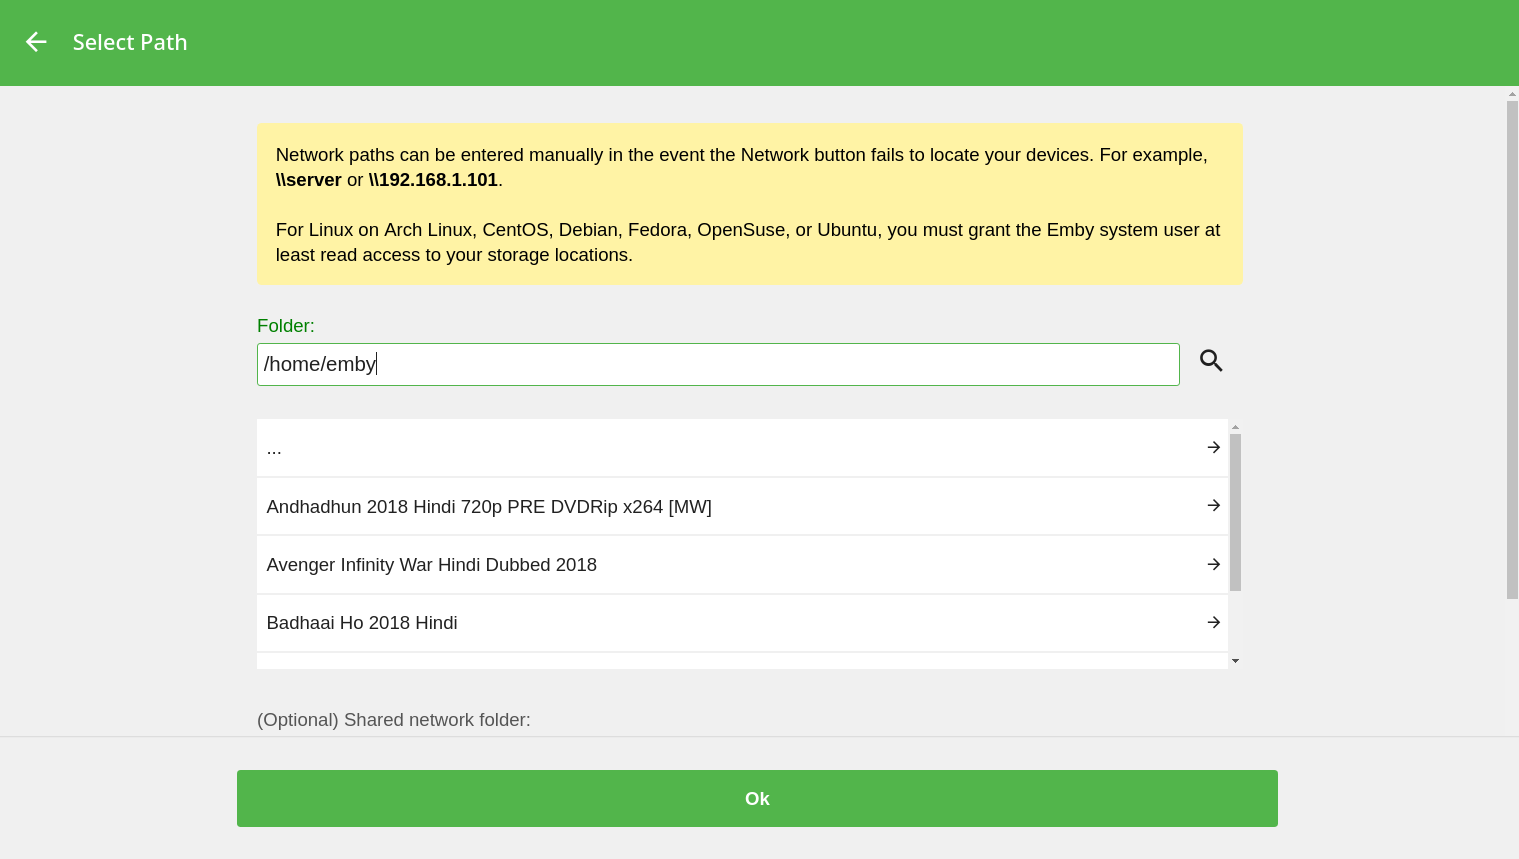 Select Path
Network paths can be entered manually in the event the Network button fails to locate your devices. For example,
\\server or \\192.168.1.101.
For Linux on Arch Linux, CentOS, Debian, Fedora, OpenSuse, or Ubuntu, you must grant the Emby system user at
least read access to your storage locations.
Folder:
/home/emby
...
Andhadhun 2018 Hindi 720p PRE DVDRip x264 [MW]
Avenger Infinity War Hindi Dubbed 2018
Badhaai Ho 2018 Hindi
(Optional) Shared network folder:
Ok